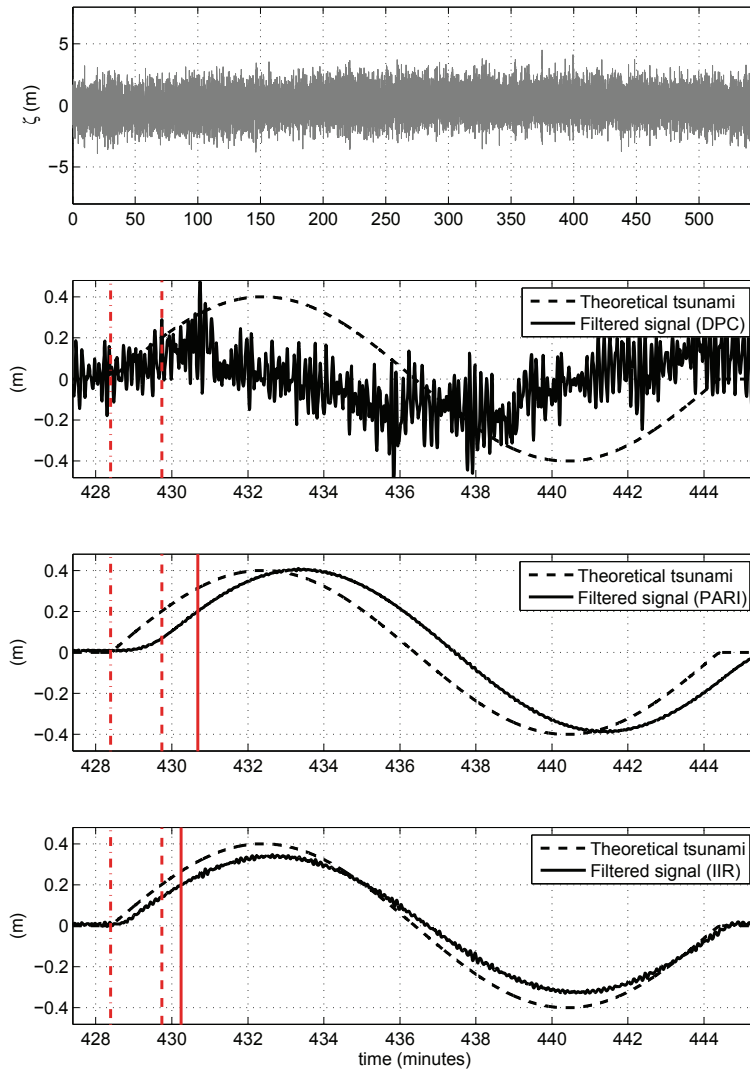 5
0
−5
ζ (m)
0 50 100 150 200 250 300 350 400 450 500
0.4
0.2
0
−0.2
−0.4
(m)
Theoretical tsunami
Filtered signal (DPC)
428 430 432 434 436 438 440 442 444
0.4
0.2
0
−0.2
−0.4
(m)
Theoretical tsunami
Filtered signal (PARI)
428 430 432 434 436 438 440 442 444
0.4
0.2
0
−0.2
−0.4
(m)
Theoretical tsunami
Filtered signal (IIR)
428 430 432 434 436 438 440 442 444
time (minutes)